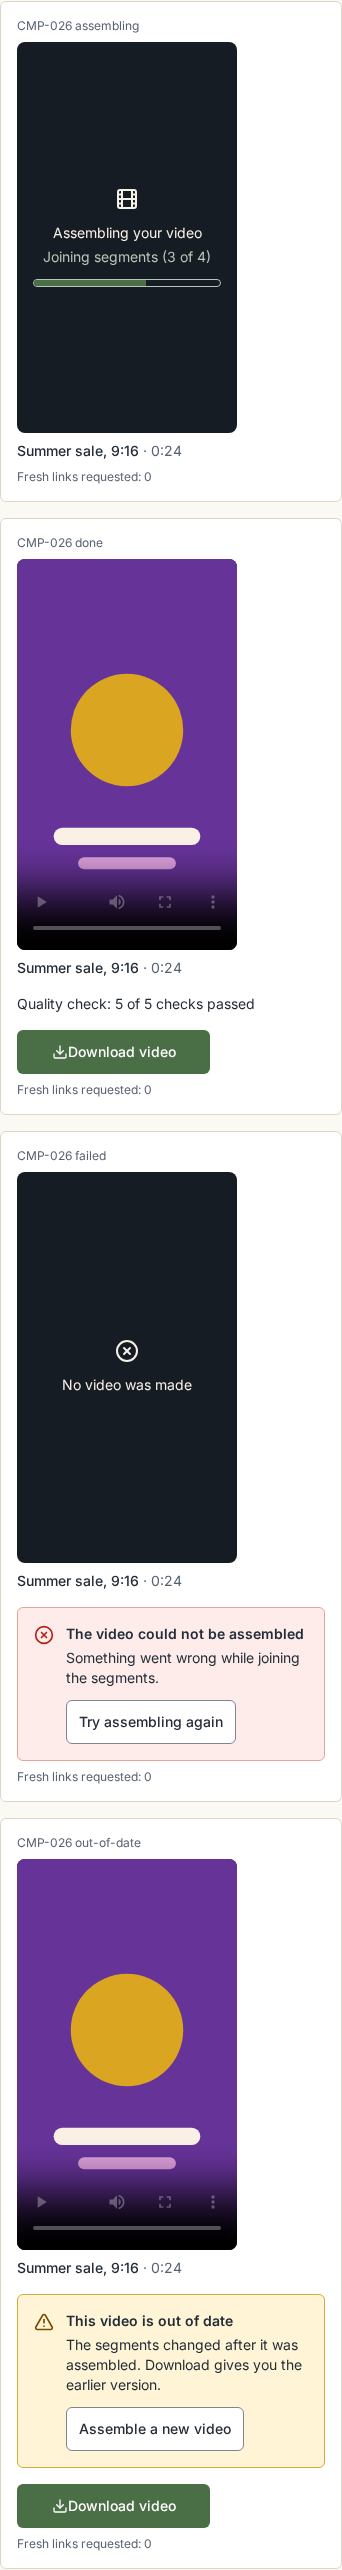 CMP-026 assembling
Assembling your video
Joining segments (3 of 4)
Summer sale, 9:16 · 0:24
Fresh links requested: 0
CMP-026 done
Summer sale, 9:16 · 0:24
Quality check: 5 of 5 checks passed
Download video
Fresh links requested: 0
CMP-026 failed
No video was made
Summer sale, 9:16 · 0:24
The video could not be assembled
Something went wrong while joining
the segments.
Try assembling again
Fresh links requested: 0
CMP-026 out-of-date
Summer sale, 9:16 · 0:24
This video is out of date
The segments changed after it was
assembled. Download gives you the
earlier version.
Assemble a new video
Download video
Fresh links requested: 0